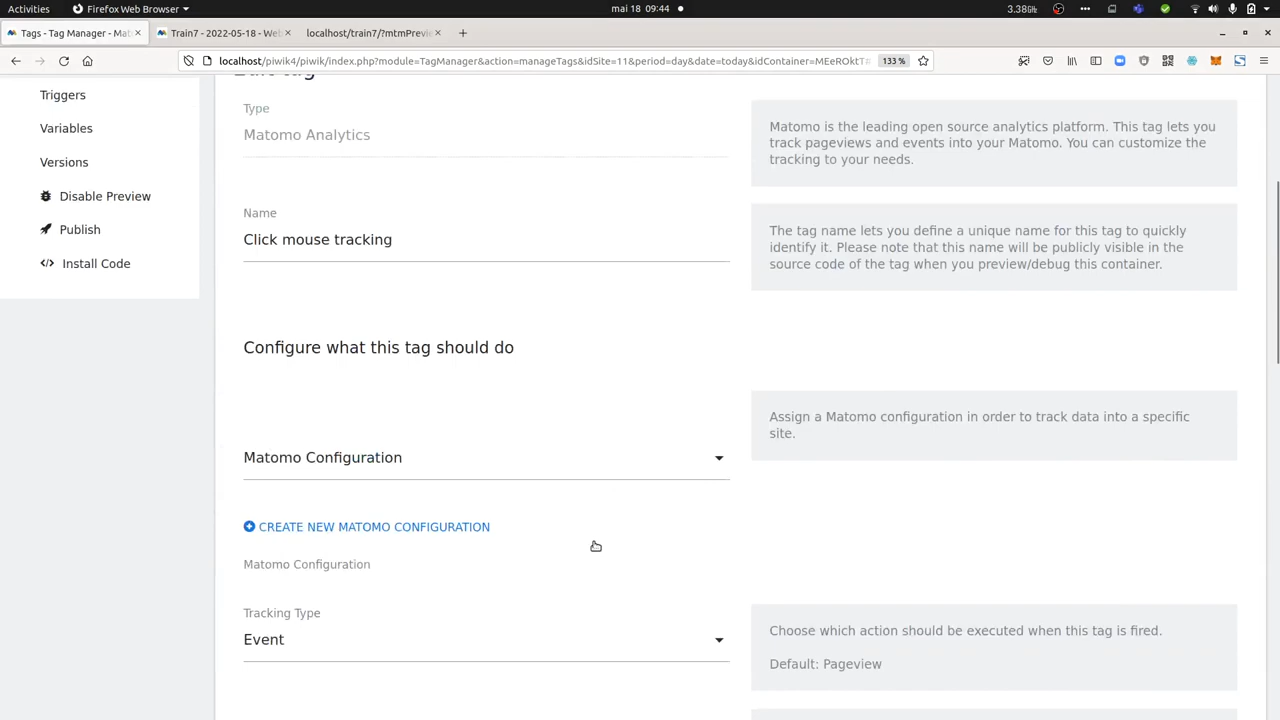 Activities
Firefox Web Browser
mai 18 09:44
3.38GHz
Tags - Tag Manager - Mat
Train7 - 2022-05-18 - Web
localhost/train7/?mtmPrevie
localhost/piwik4/piwik/index.php?module=TagManager&action=manageTags&idSite=11&period=day&date=today&idContainer=MEeROktT
133 %
Edit tag
Triggers
Variables
Versions
Disable Preview
Publish
Install Code
Type
Matomo Analytics
Matomo is the leading open source analytics platform. This tag lets you
track pageviews and events into your Matomo. You can customize the
tracking to your needs.
Name
Click mouse tracking
The tag name lets you define a unique name for this tag to quickly
identify it. Please note that this name will be publicly visible in the
source code of the tag when you preview/debug this container.
Configure what this tag should do
Matomo Configuration
Assign a Matomo configuration in order to track data into a specific
site.
CREATE NEW MATOMO CONFIGURATION
Matomo Configuration
Tracking Type
Event
Choose which action should be executed when this tag is fired.
Default: Pageview